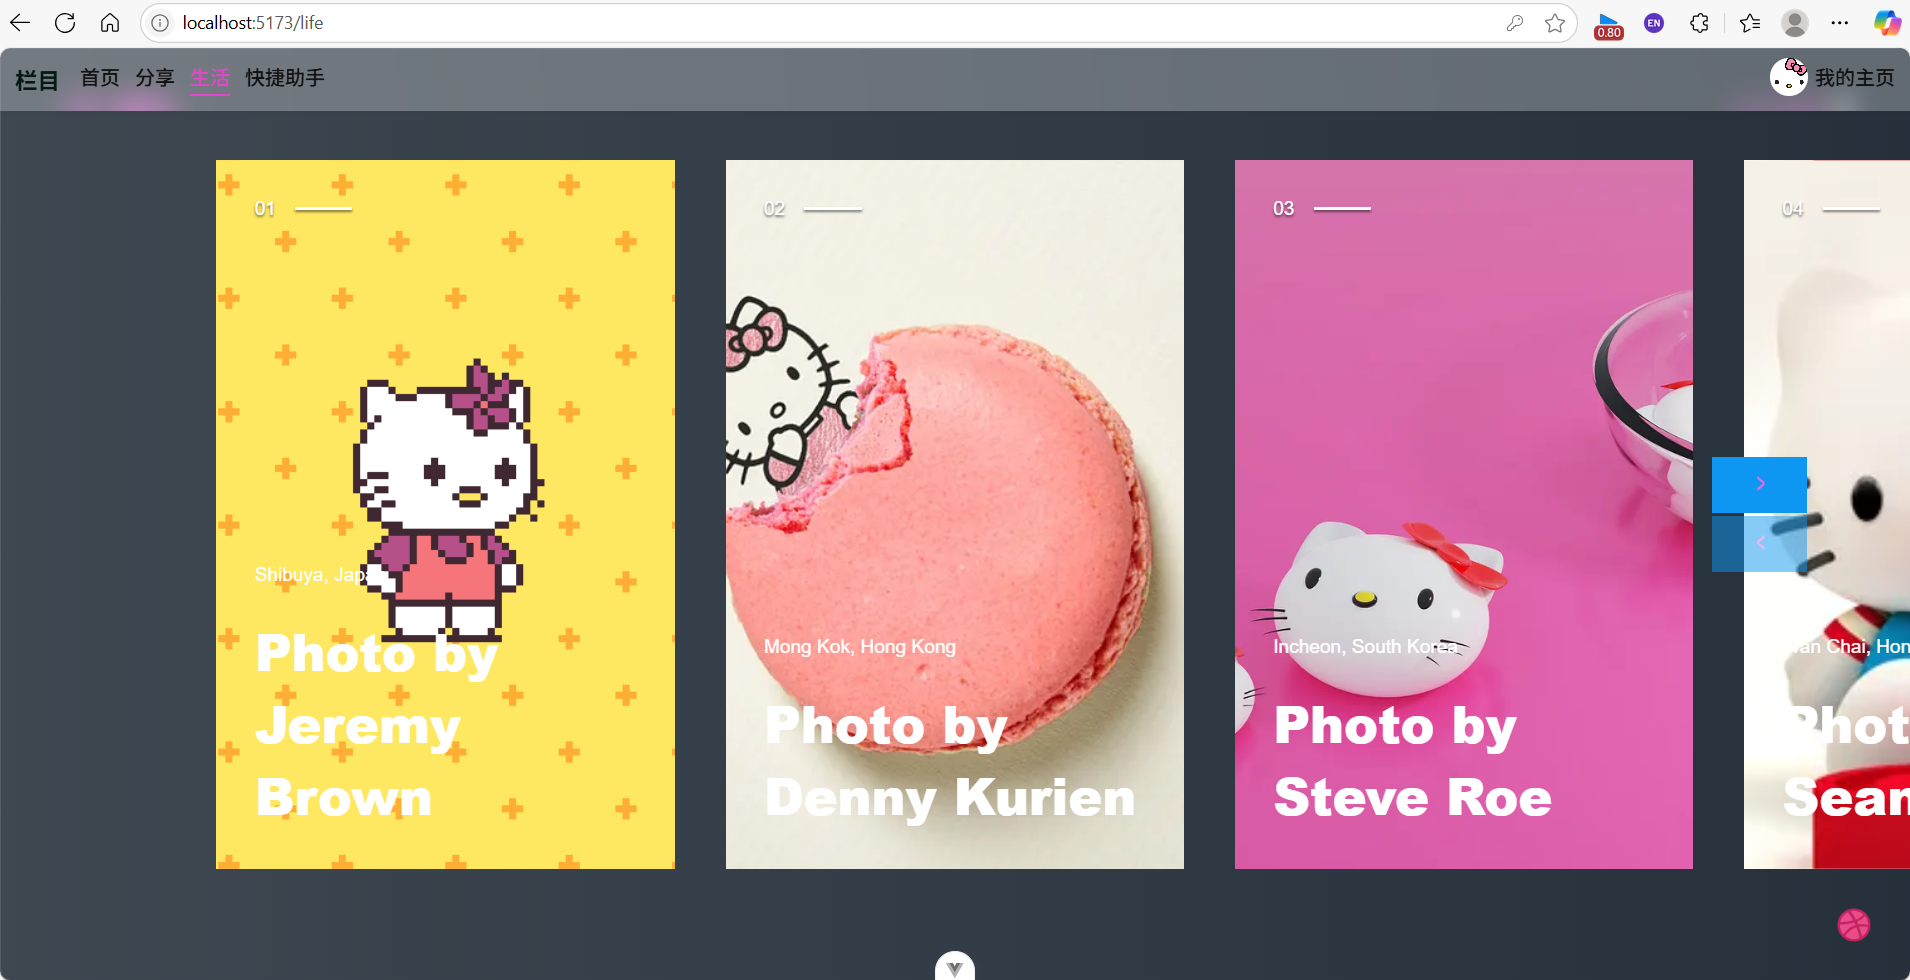 localhost:5173/life
0.80
EN
栏目 首页 分享 生活 快捷助手
我的主页
01
Shibuya, Japa
Photo by
Jeremy
Brown
02
Mong Kok, Hong Kong
Photo by
Denny Kurien
03
Incheon, South Korea
Photo by
Steve Roe
04
an Chai, Hon
Phot
Sean